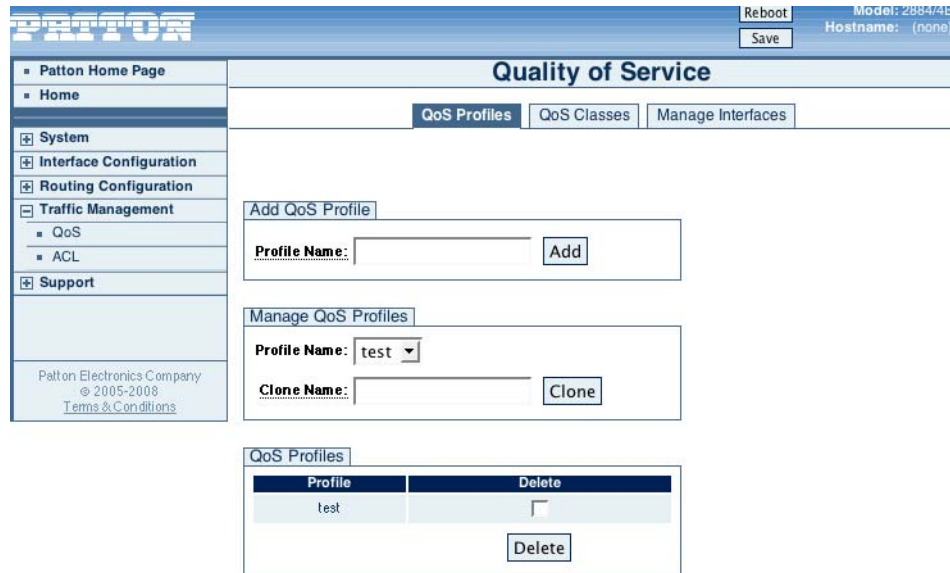 PATTON
Reboot
Save
Model: 2884/4E
Hostname: (none)
Patton Home Page
Home
System
Interface Configuration
Routing Configuration
Traffic Management
QoS
ACL
Support
Patton Electronics Company
© 2005-2008
Terms & Conditions
Quality of Service
QoS Profiles
QoS Classes
Manage Interfaces
Add QoS Profile
Profile Name:
Add
Manage QoS Profiles
Profile Name: test
Clone Name:
Clone
QoS Profiles
Profile Delete
test
Delete